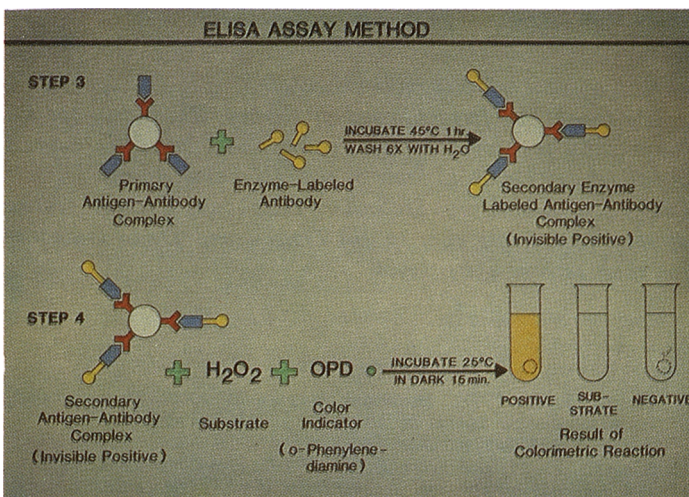 ELISA ASSAY METHOD
STEP 3
INCUBATE 45°C 1 hr.
WASH 6X WITH H₂O
Primary
Antigen-Antibody
Complex
Enzyme-Labeled
Antibody
Secondary Enzyme
Labeled Antigen-Antibody
Complex
(Invisible Positive)
STEP 4
H₂O₂
OPD
INCUBATE 25°C
IN DARK 15 min.
POSITIVE
SUB-
STRATE
NEGATIVE
Secondary
Antigen-Antibody
Complex
(Invisible Positive)
Substrate
Color
Indicator
(o-Phenylene-
diamine)
Result of
Colorimetric Reaction